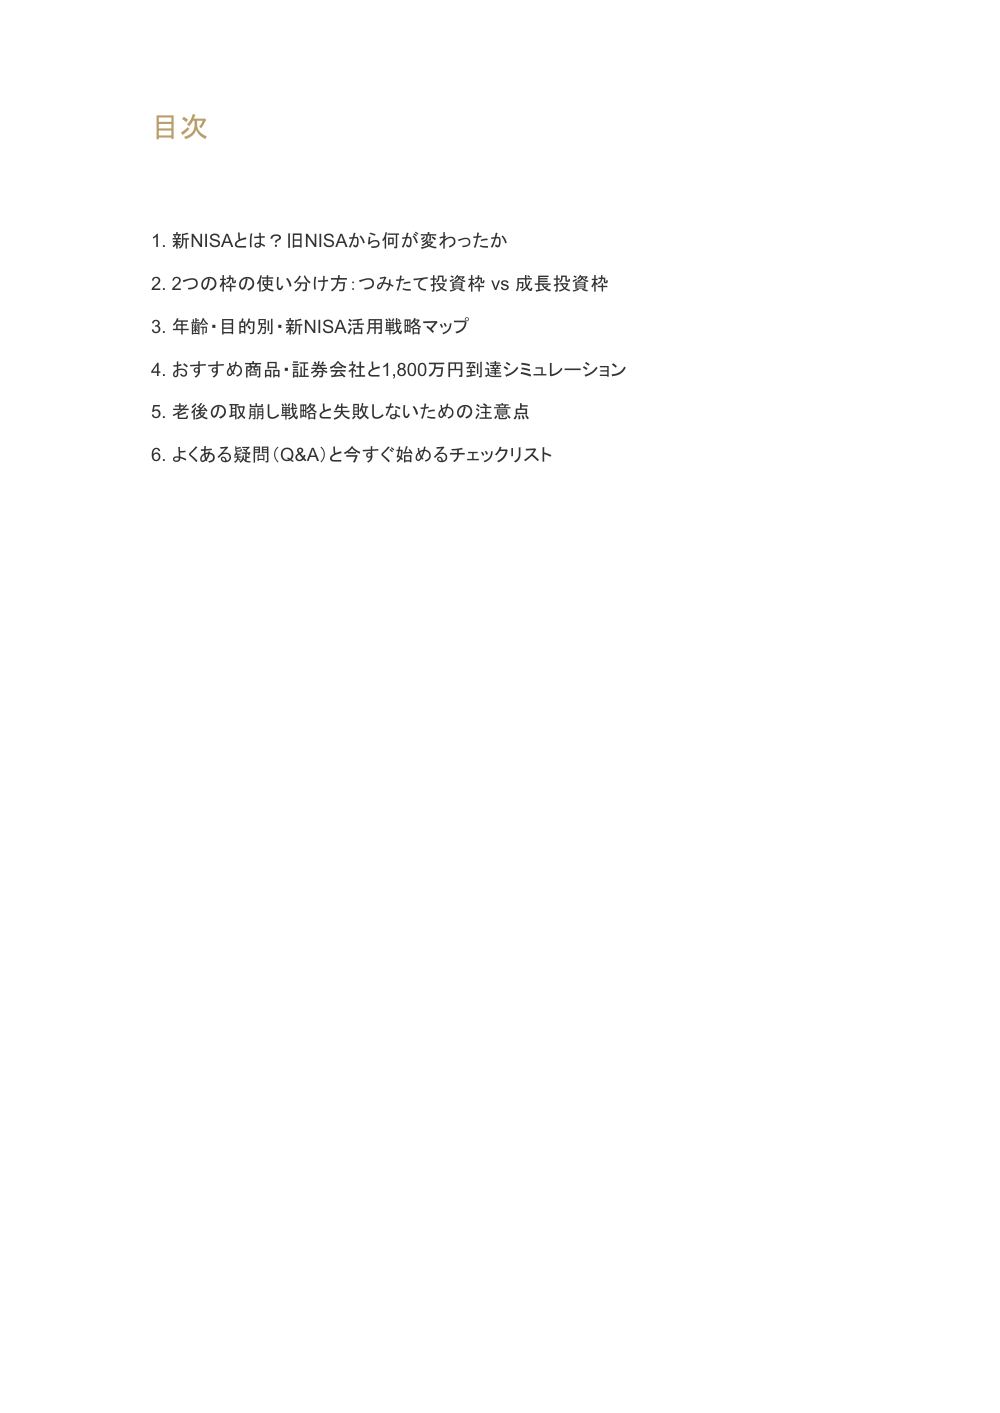 目次
1. 新NISAとは？旧NISAから何が変わったか
2. 2つの枠の使い分け方：つみたて投資枠 vs 成長投資枠
3. 年齢・目的別・新NISA活用戦略マップ
4. おすすめ商品・証券会社と1,800万円到達シミュレーション
5. 老後の取崩し戦略と失敗しないための注意点
6. よくある疑問（Q&A）と今すぐ始めるチェックリスト